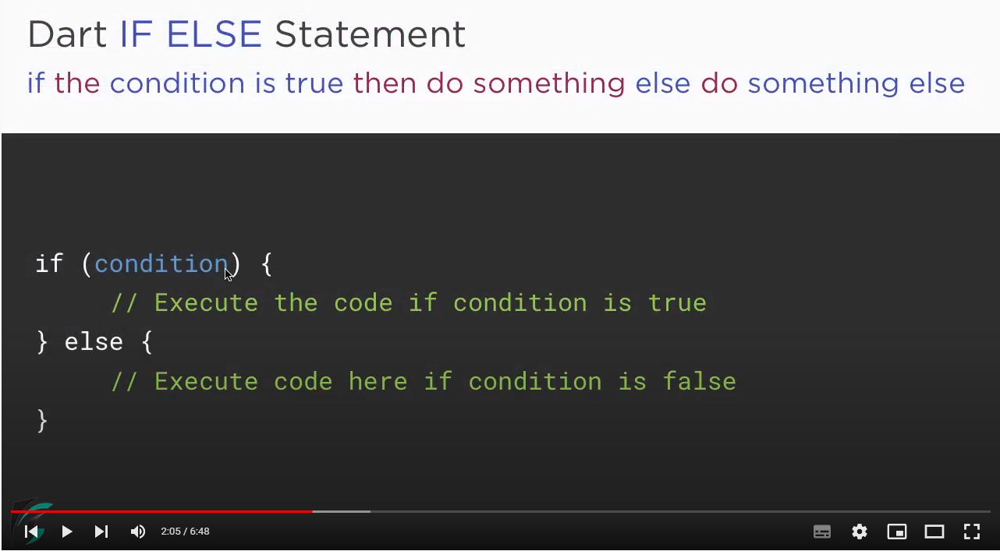 Dart IF ELSE Statement
if the condition is true then do something else do something else
if (condition) {
// Execute the code if condition is true
} else {
// Execute code here if condition is false
}
2:05 / 6:48